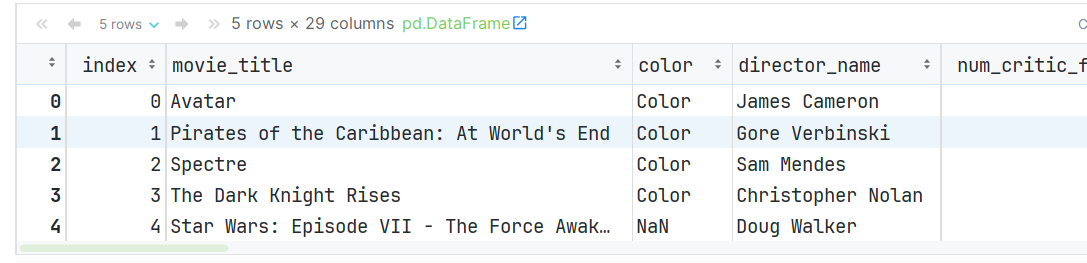 5 rows 5 rows × 29 columns pd.DataFrame C
index movie_title color director_name num_critic_f
0 0 Avatar Color James Cameron
1 1 Pirates of the Caribbean: At World's End Color Gore Verbinski
2 2 Spectre Color Sam Mendes
3 3 The Dark Knight Rises Color Christopher Nolan
4 4 Star Wars: Episode VII - The Force Awak… NaN Doug Walker